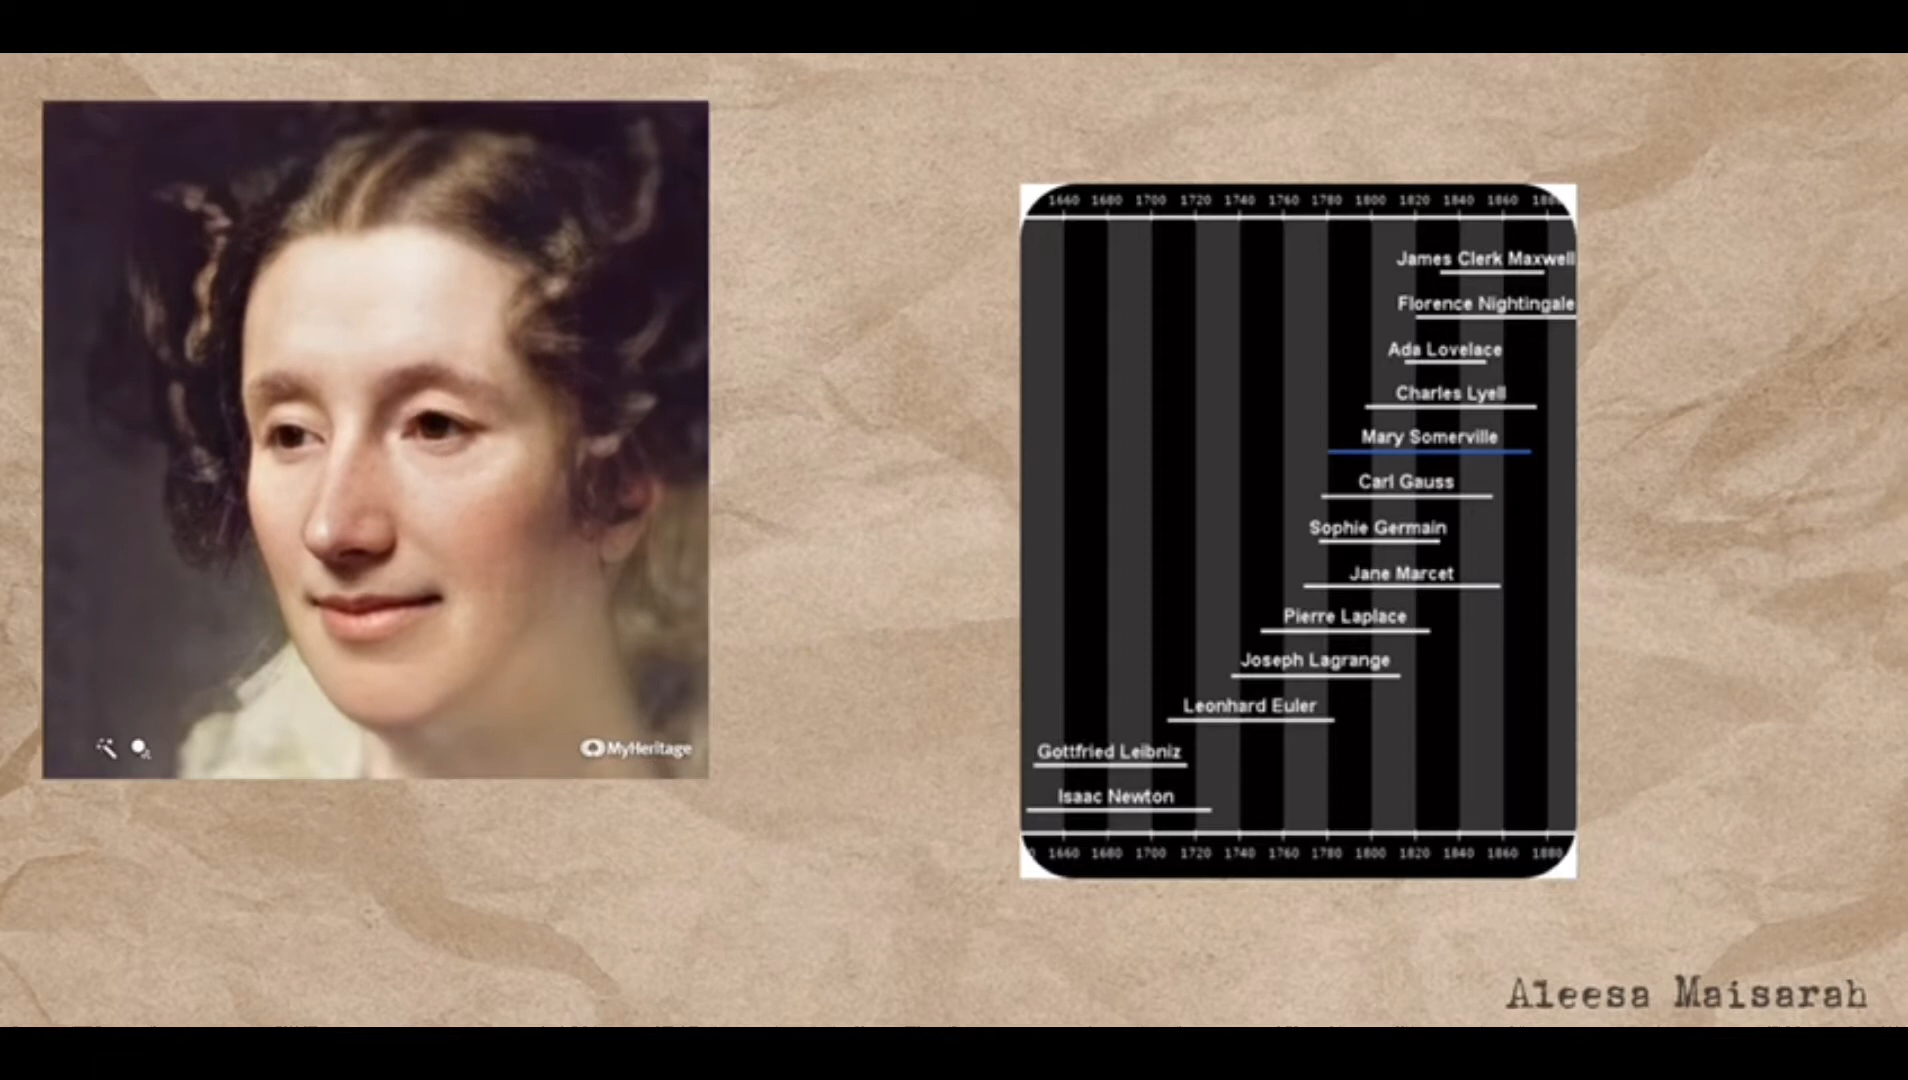 1660 1680 1700 1720 1740 1760 1780 1800 1820 1840 1860 1880
James Clerk Maxwell
Florence Nightingale
Ada Lovelace
Charles Lyell
Mary Somerville
Carl Gauss
Sophie Germain
Jane Marcet
Pierre Laplace
Joseph Lagrange
Leonhard Euler
Gottfried Leibniz
Isaac Newton
1660 1680 1700 1720 1740 1760 1780 1800 1820 1840 1860 1880
MyHeritage
Aleesa Maisarah